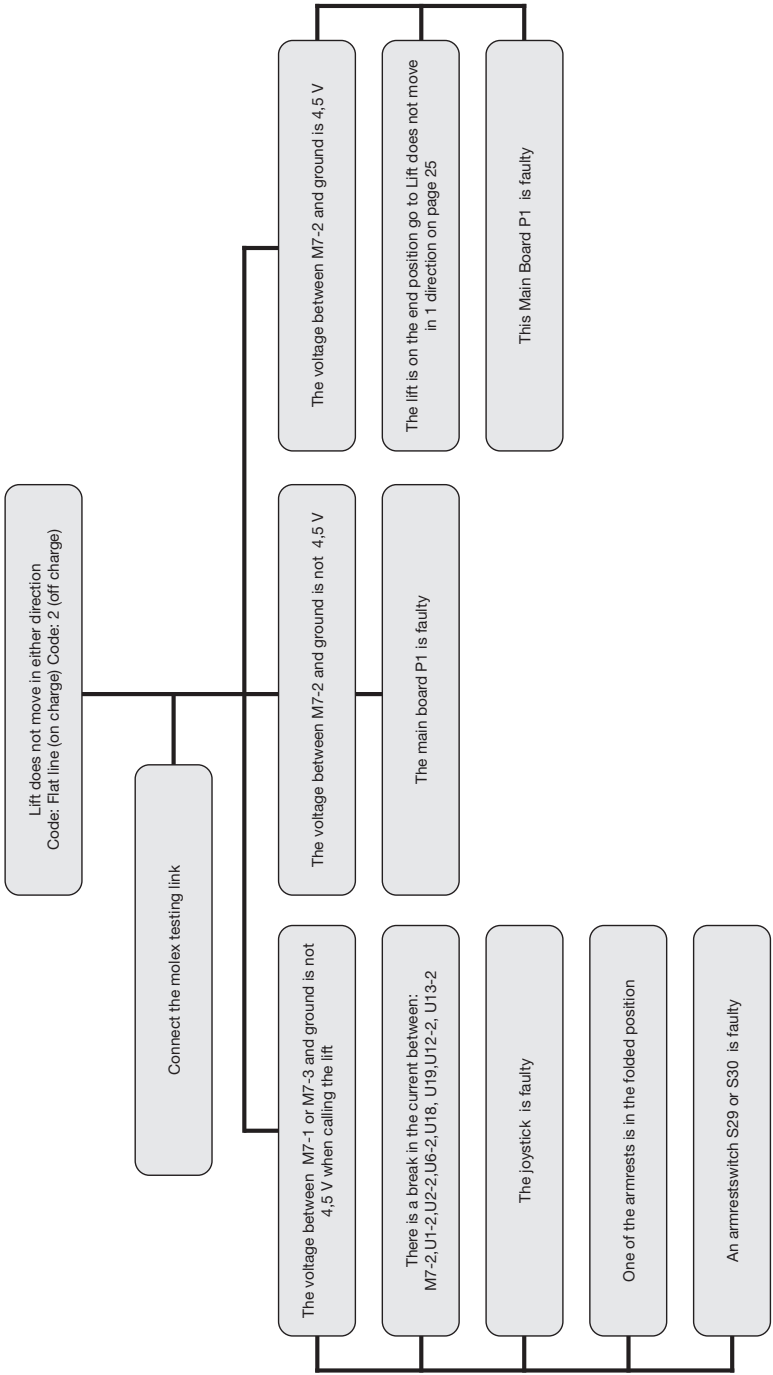 Lift does not move in either direction
Code: Flat line (on charge) Code: 2 (off charge)
Connect the molex testing link
The voltage between M7-1 or M7-3 and ground is not
4,5 V when calling the lift
There is a break in the current between:
M7-2,U1-2,U2-2,U6-2,U18, U19,U12-2, U13-2
The joystick is faulty
One of the armrests is in the folded position
An armrestswitch S29 or S30 is faulty
The voltage between M7-2 and ground is not 4,5 V
The main board P1 is faulty
The voltage between M7-2 and ground is 4,5 V
The lift is on the end position go to Lift does not move
in 1 direction on page 25
This Main Board P1 is faulty